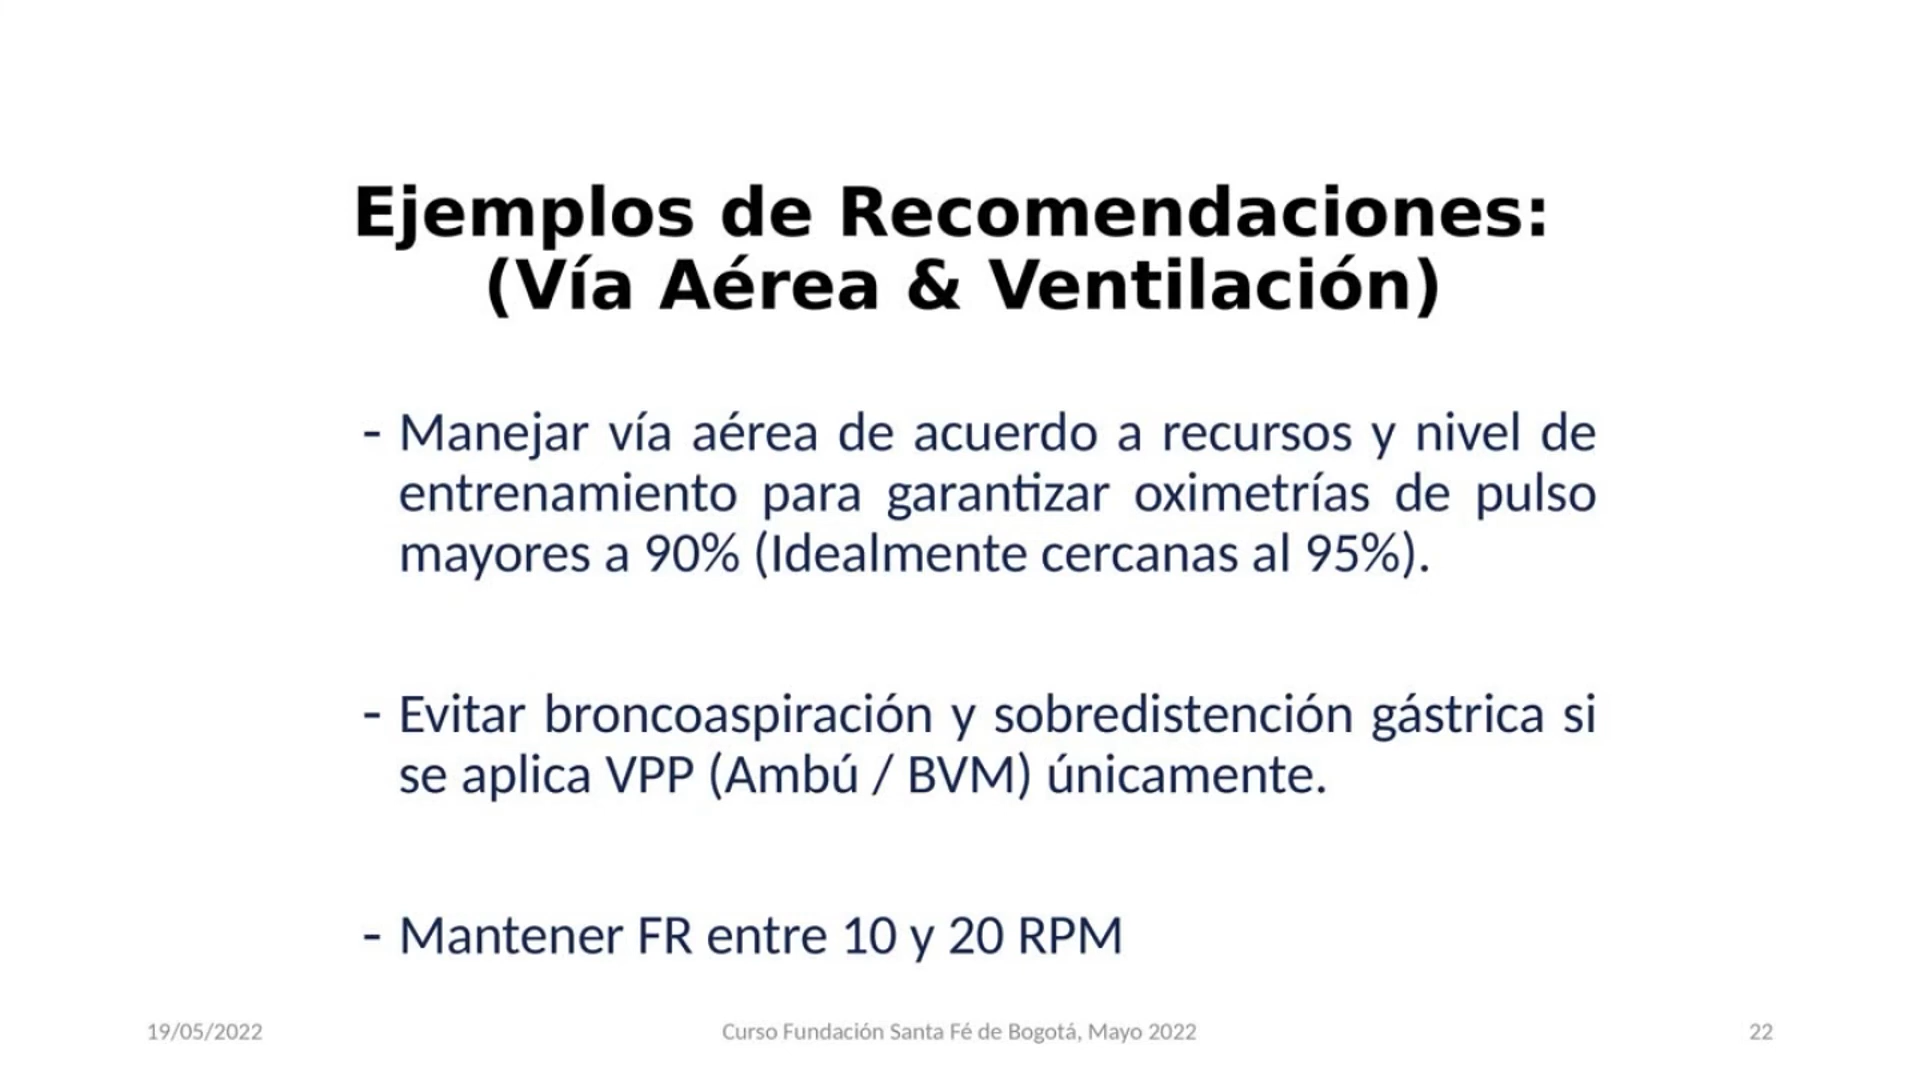 Ejemplos de Recomendaciones:
(Vía Aérea & Ventilación)
- Manejar vía aérea de acuerdo a recursos y nivel de
entrenamiento para garantizar oximetrías de pulso
mayores a 90% (Idealmente cercanas al 95%).
- Evitar broncoaspiración y sobredistención gástrica si
se aplica VPP (Ambú / BVM) únicamente.
- Mantener FR entre 10 y 20 RPM
19/05/2022
Curso Fundación Santa Fé de Bogotá, Mayo 2022
22